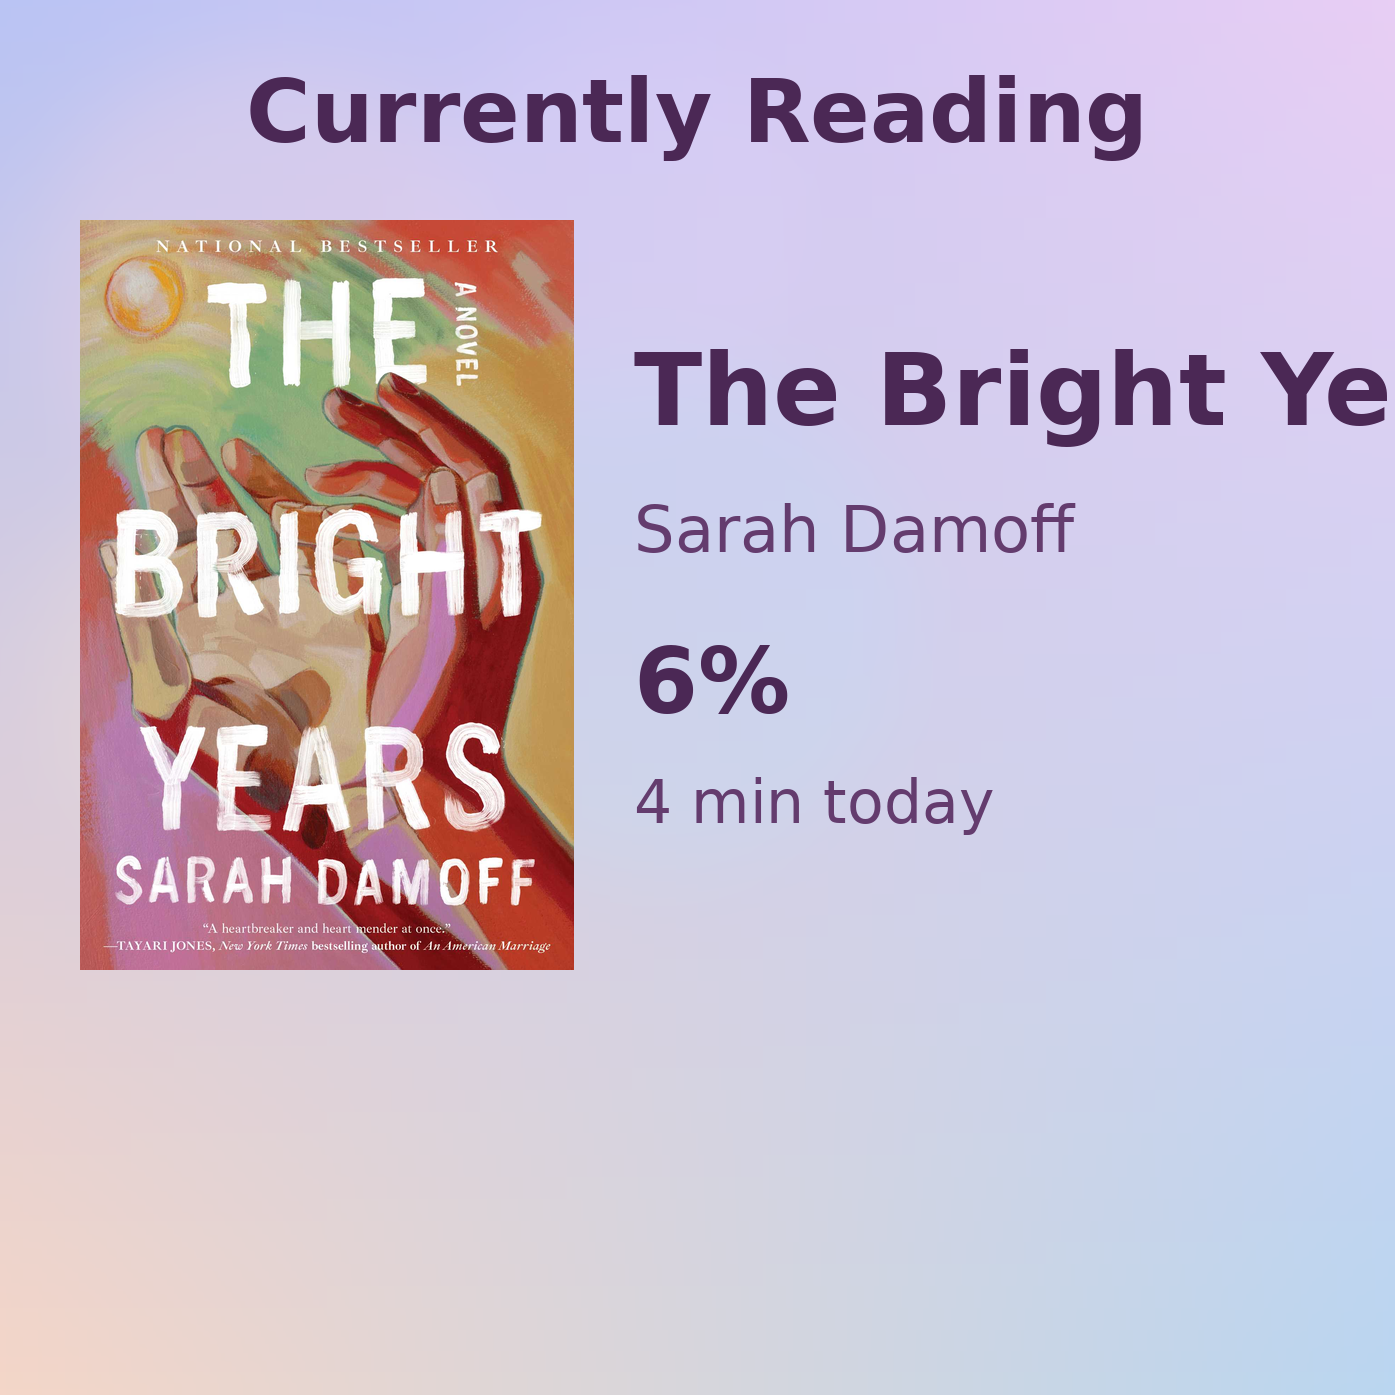 Currently Reading
NATIONAL BESTSELLER
THE
A NOVEL
BRIGHT
YEARS
SARAH DAMOFF
“A heartbreaker and heart mender at once.”
—TAYARI JONES, New York Times bestselling author of An American Marriage
The Bright Ye
Sarah Damoff
6%
4 min today